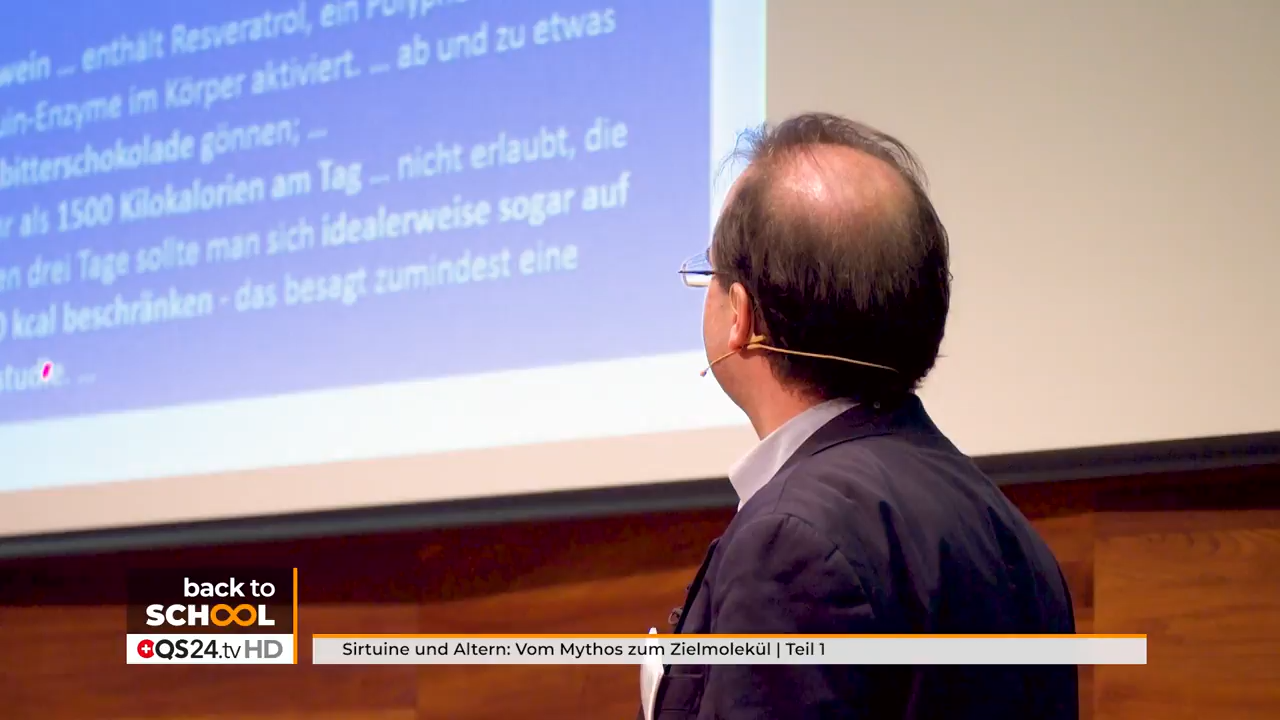 wein ... enthält Resveratrol, ein
Enzyme im Körper aktiviert. ... ab und zu etwas
bitterschokolade gönnen; ...
als 1500 Kilokalorien am Tag ... nicht erlaubt, die
drei Tage sollte man sich idealerweise sogar auf
kcal beschränken - das besagt zumindest eine
...
back to
SCHOOL
QS24.tv HD
Sirtuine und Altern: Vom Mythos zum Zielmolekül | Teil 1